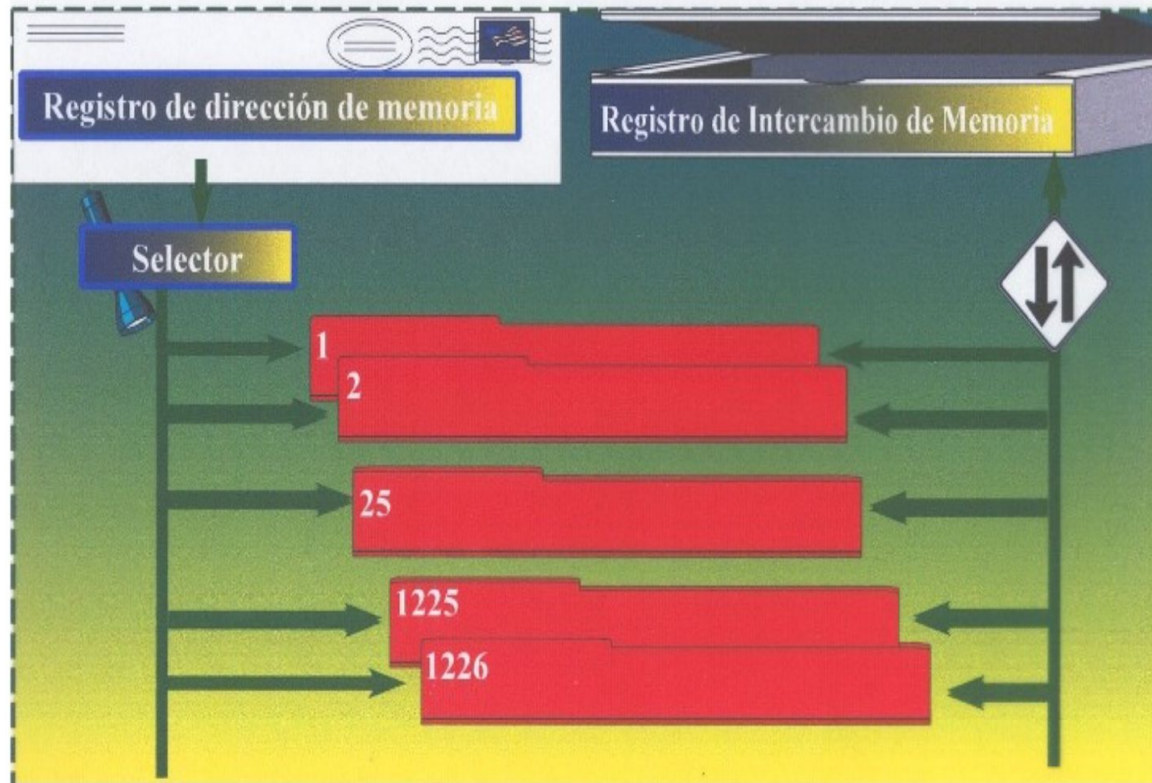 Registro de dirección de memoria
Registro de Intercambio de Memoria
Selector
1
2
25
1225
1226